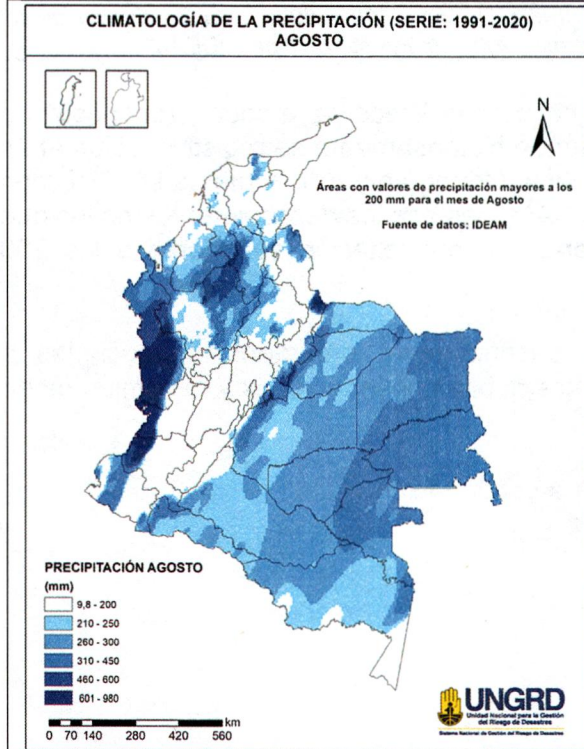 CLIMATOLOGÍA DE LA PRECIPITACIÓN (SERIE: 1991-2020)
AGOSTO
N
Áreas con valores de precipitación mayores a los
200 mm para el mes de Agosto
Fuente de datos: IDEAM
PRECIPITACIÓN AGOSTO
(mm)
9,8 - 200
210 - 250
260 - 300
310 - 450
460 - 600
601 - 980
km
0 70 140 280 420 560
UNGRD
Unidad Nacional para la Gestión
del Riesgo de Desastres
Sistema Nacional de Gestión del Riesgo de Desastres